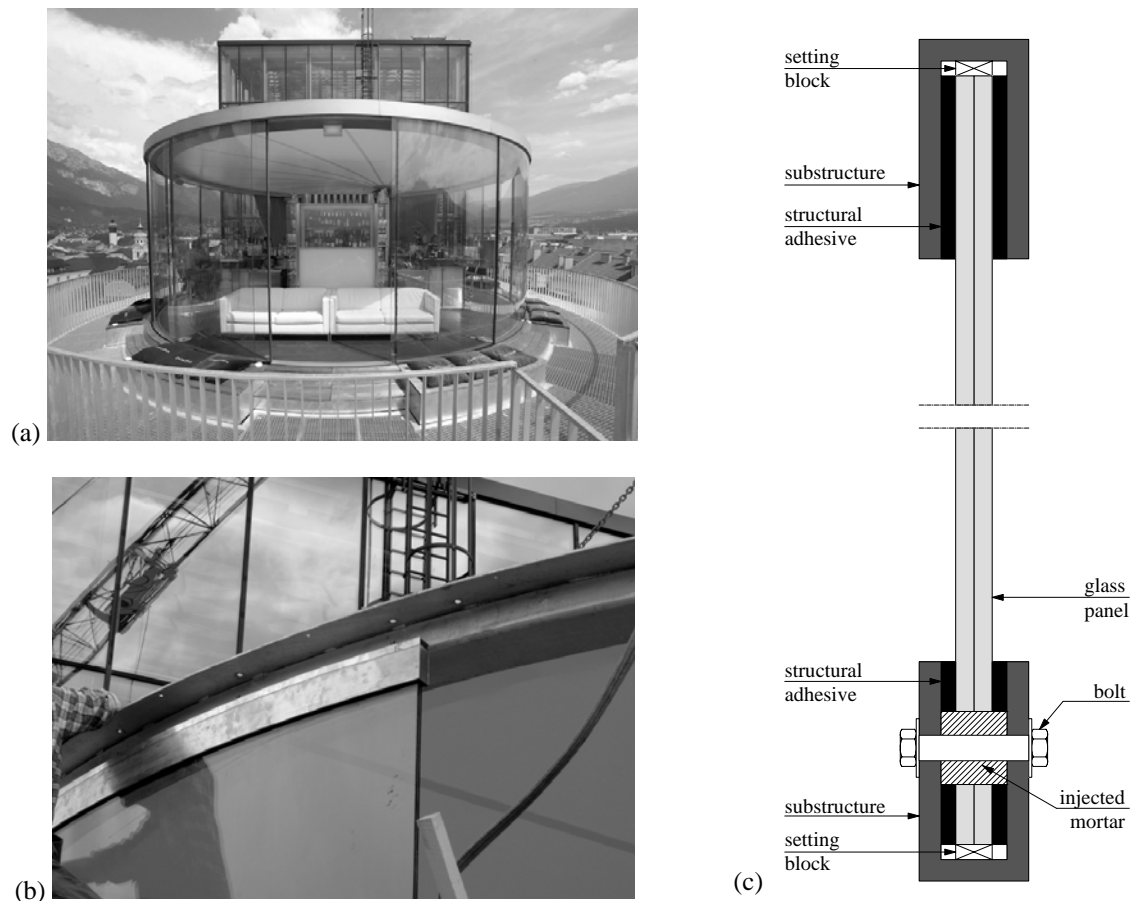 (a)
(b)
setting
block
substructure
structural
adhesive
glass
panel
structural
adhesive
bolt
substructure
injected
mortar
setting
block
(c)